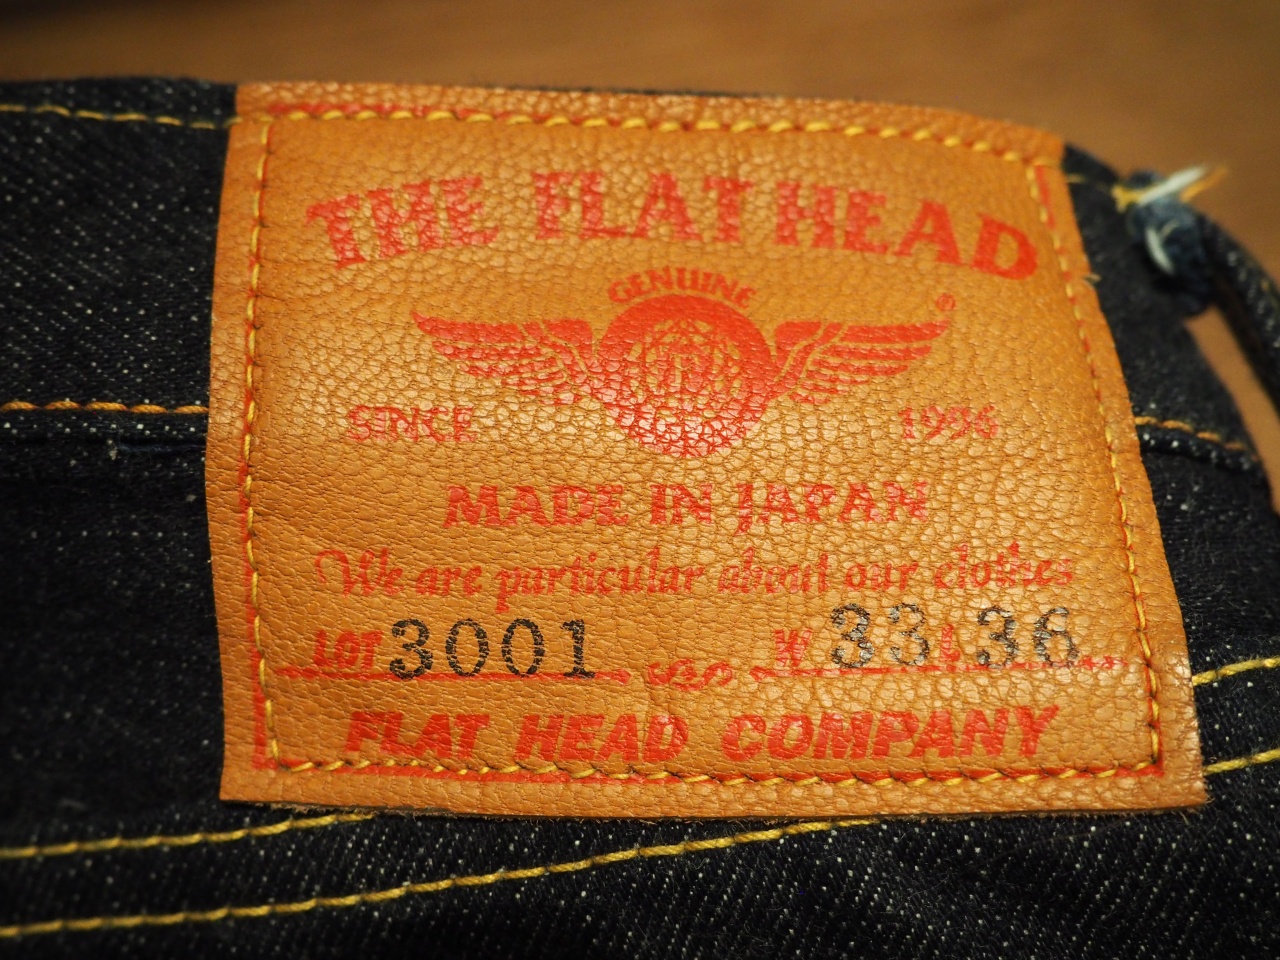 THE FLAT HEAD
GENUINE
®
SINCE 1996
MADE IN JAPAN
We are particular about our clothes
LOT 3001 W 33 L 36
FLAT HEAD COMPANY